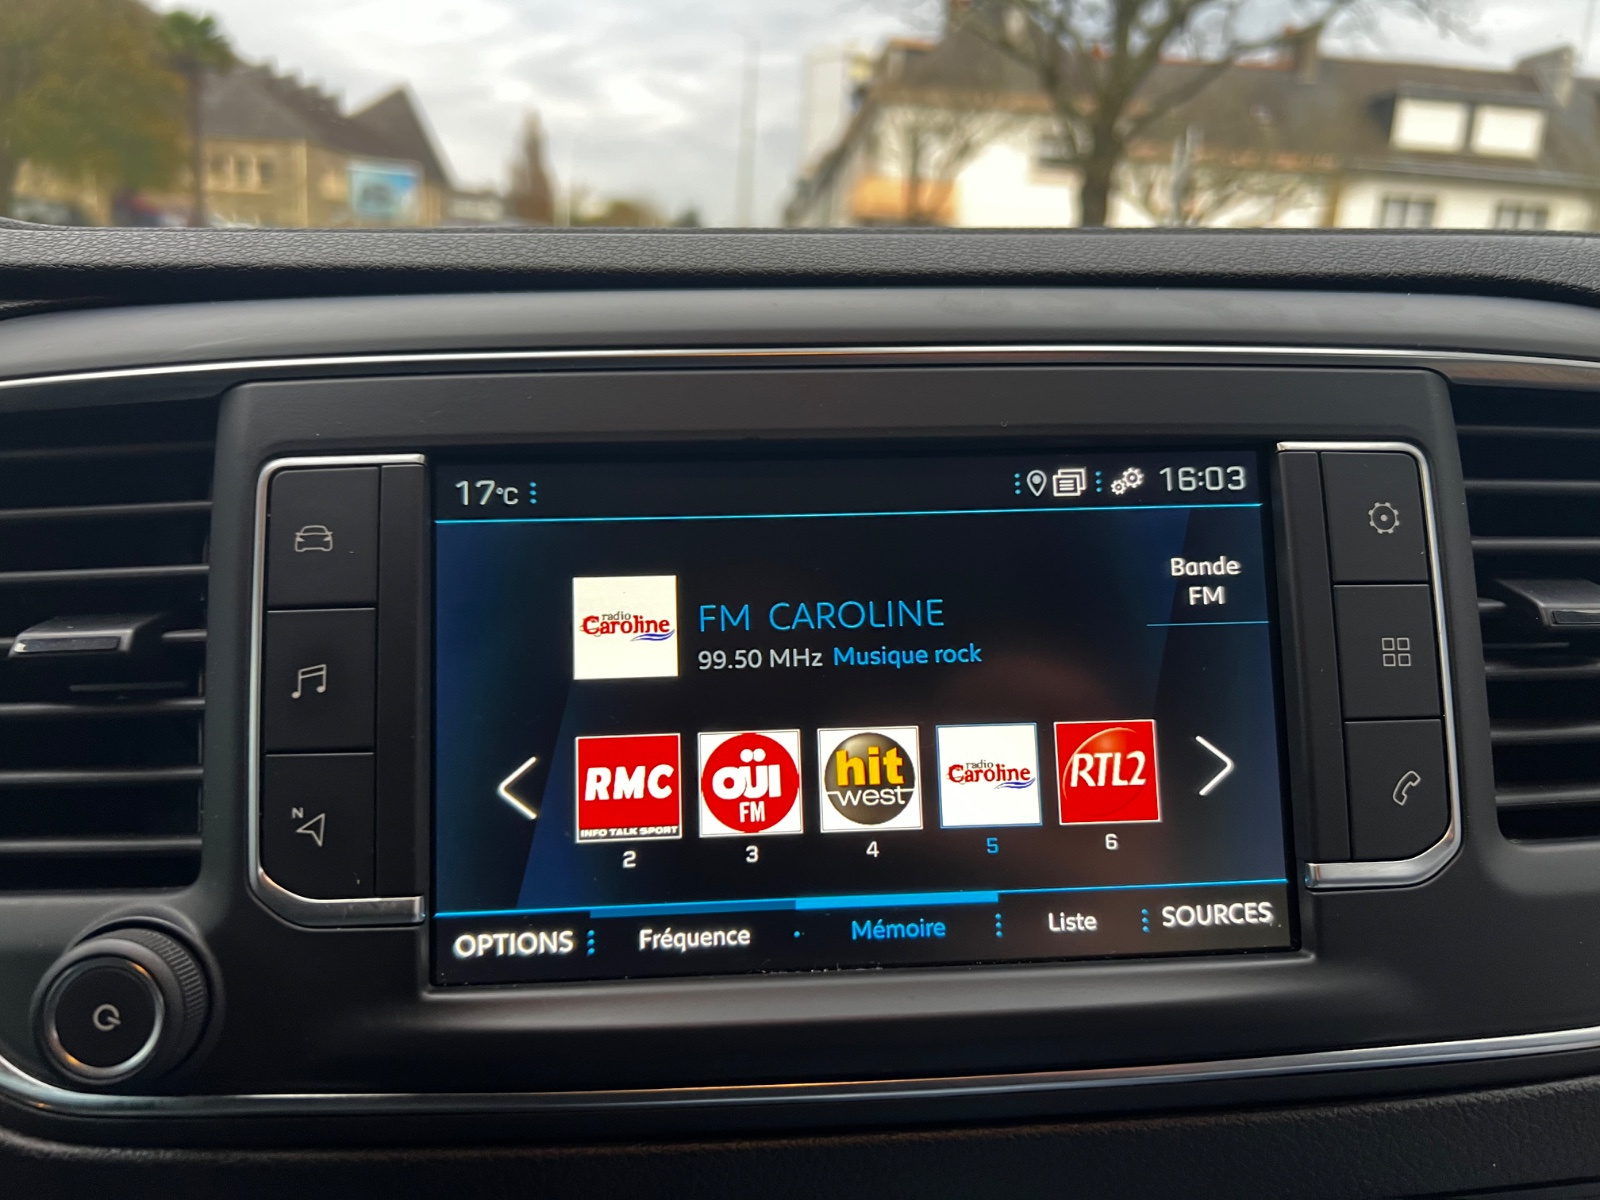 17°C
16:03
Bande
FM
radio
Caroline
FM CAROLINE
99.50 MHz Musique rock
RMC
INFO TALK SPORT
OÜI
FM
hit
west
radio
Caroline
RTL2
2
3
4
5
6
OPTIONS
Fréquence
Mémoire
Liste
SOURCES
N